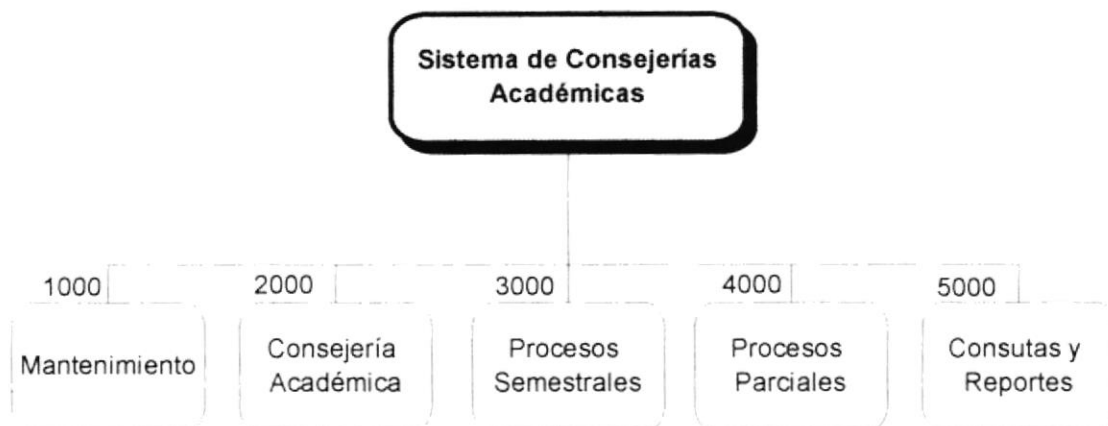 Sistema de Consejerías
Académicas
1000
2000
3000
4000
5000
Mantenimiento
Consejería
Académica
Procesos
Semestrales
Procesos
Parciales
Consutas y
Reportes